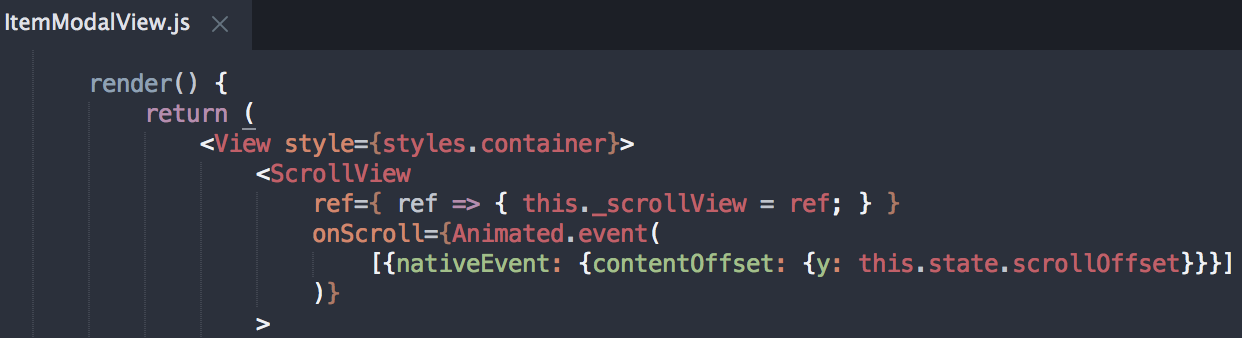 ItemModalView.js ×
render() {
return (
<View style={styles.container}>
<ScrollView
ref={ ref => { this._scrollView = ref; } }
onScroll={Animated.event(
[{nativeEvent: {contentOffset: {y: this.state.scrollOffset}}}]
)}
>